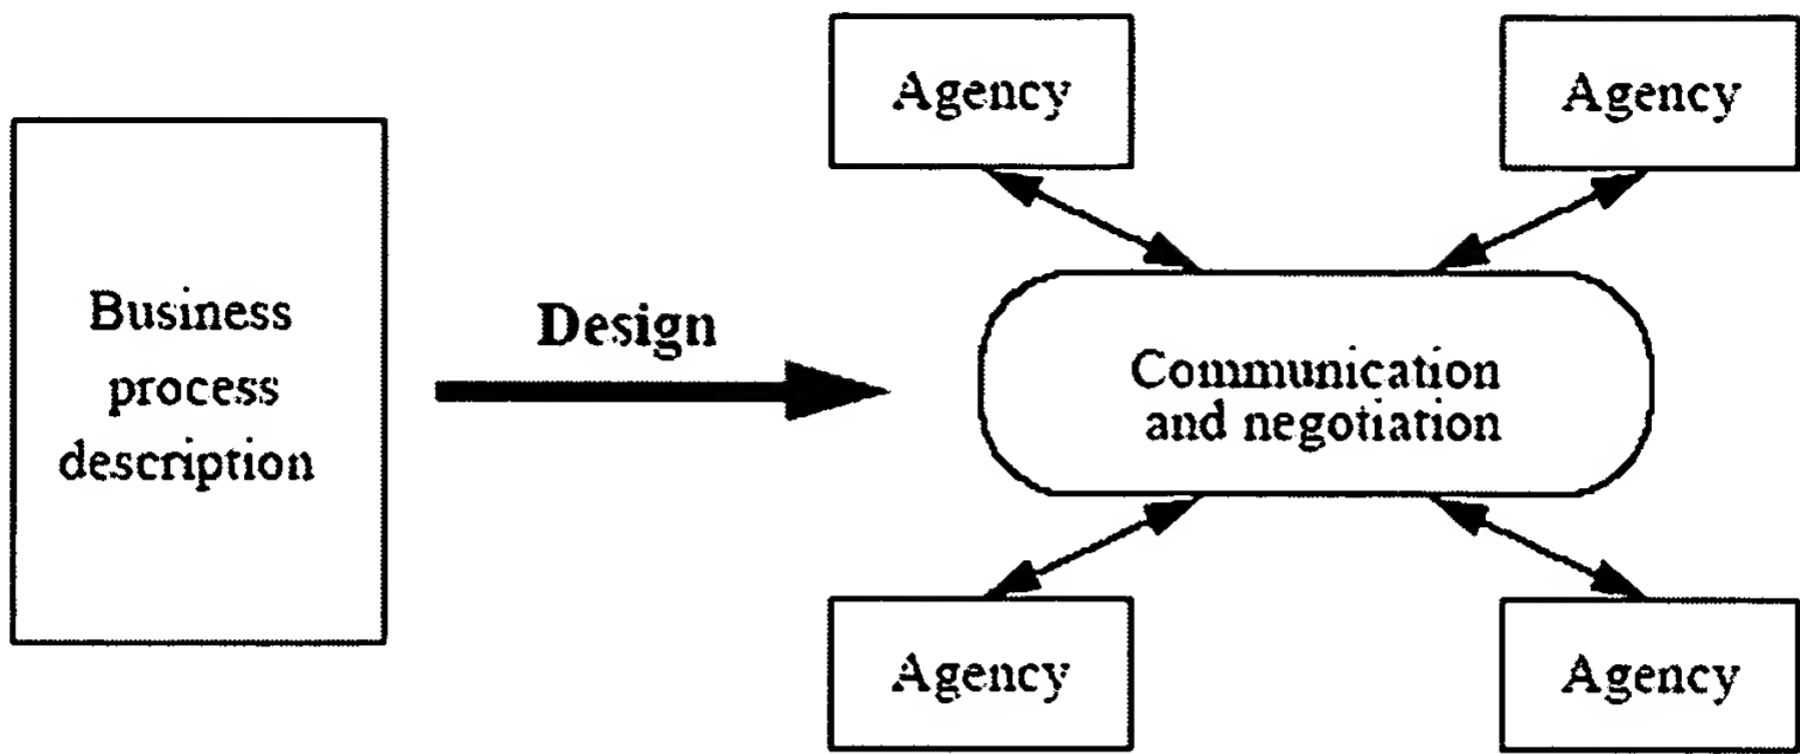 Agency
Agency
Business
process
description
Design
Communication
and negotiation
Agency
Agency